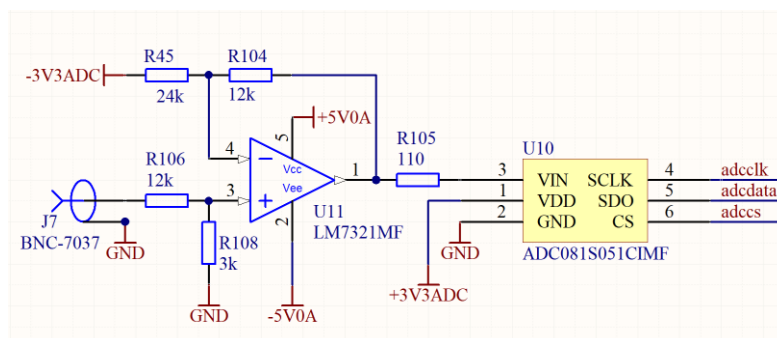 R45
R104
-3V3ADC
24k
12k
+5V0A
5
4
Vcc
1
R105
110
U10
R106
12k
3
Vee
2
U11
LM7321MF
J7
BNC-7037
GND
R108
3k
GND
-5V0A
3
1
2
VIN
VDD
GND
SCLK
SDO
CS
4
5
6
adcclk
adcdata
adccs
GND
ADC081S051CIMF
+3V3ADC